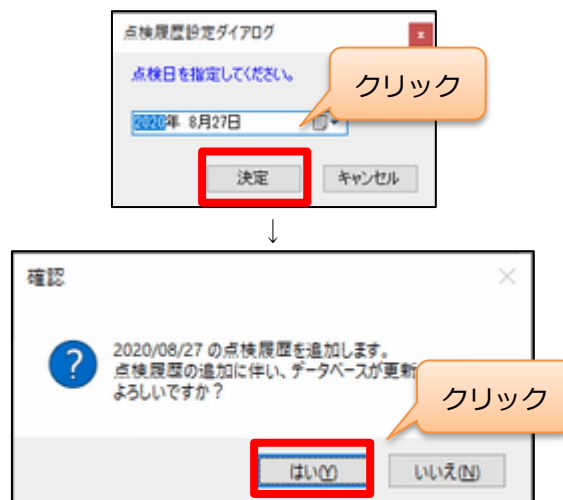 点検履歴設定ダイアログ
x
点検日を指定してください。
クリック
2020年 8月27日
決定
キャンセル
↓
確認
2020/08/27 の点検履歴を追加します。
点検履歴の追加に伴い、データベースが更新
よろしいですか？
クリック
はい(Y)
いいえ(N)